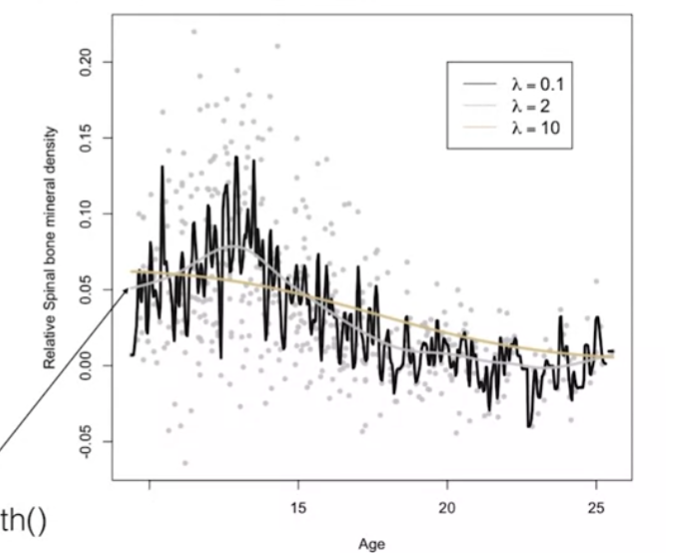 Relative Spinal bone mineral density
0.20
0.15
0.10
0.05
0.00
-0.05
λ = 0.1
λ = 2
λ = 10
15
20
25
Age
th()